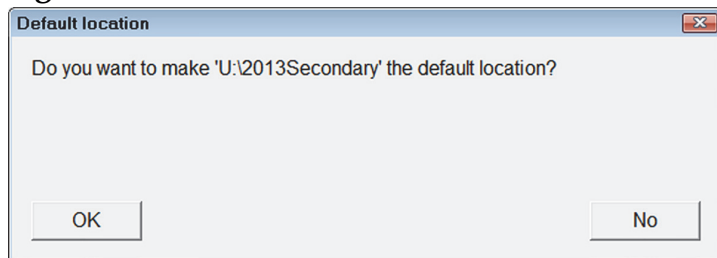 Default location
Do you want to make 'U:\2013Secondary' the default location?
OK
No